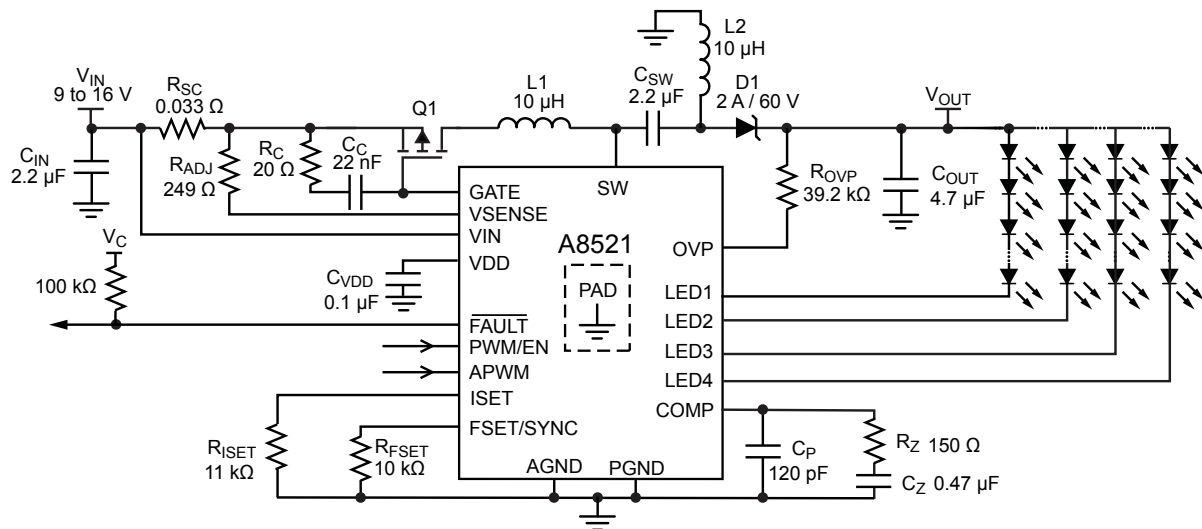 L2
10 µH
V_IN
9 to 16 V
R_SC
0.033 Ω
Q1
L1
10 µH
C_SW
2.2 µF
D1
2 A / 60 V
V_OUT
C_IN
2.2 µF
R_ADJ
249 Ω
R_C
20 Ω
C_C
22 nF
R_OVP
39.2 kΩ
C_OUT
4.7 µF
V_C
100 kΩ
C_VDD
0.1 µF
GATE
VSENSE
VIN
VDD
FAULT
PWM/EN
APWM
ISET
FSET/SYNC
AGND
PGND
SW
A8521
PAD
OVP
LED1
LED2
LED3
LED4
COMP
R_ISET
11 kΩ
R_FSET
10 kΩ
C_P
120 pF
R_Z 150 Ω
C_Z 0.47 µF